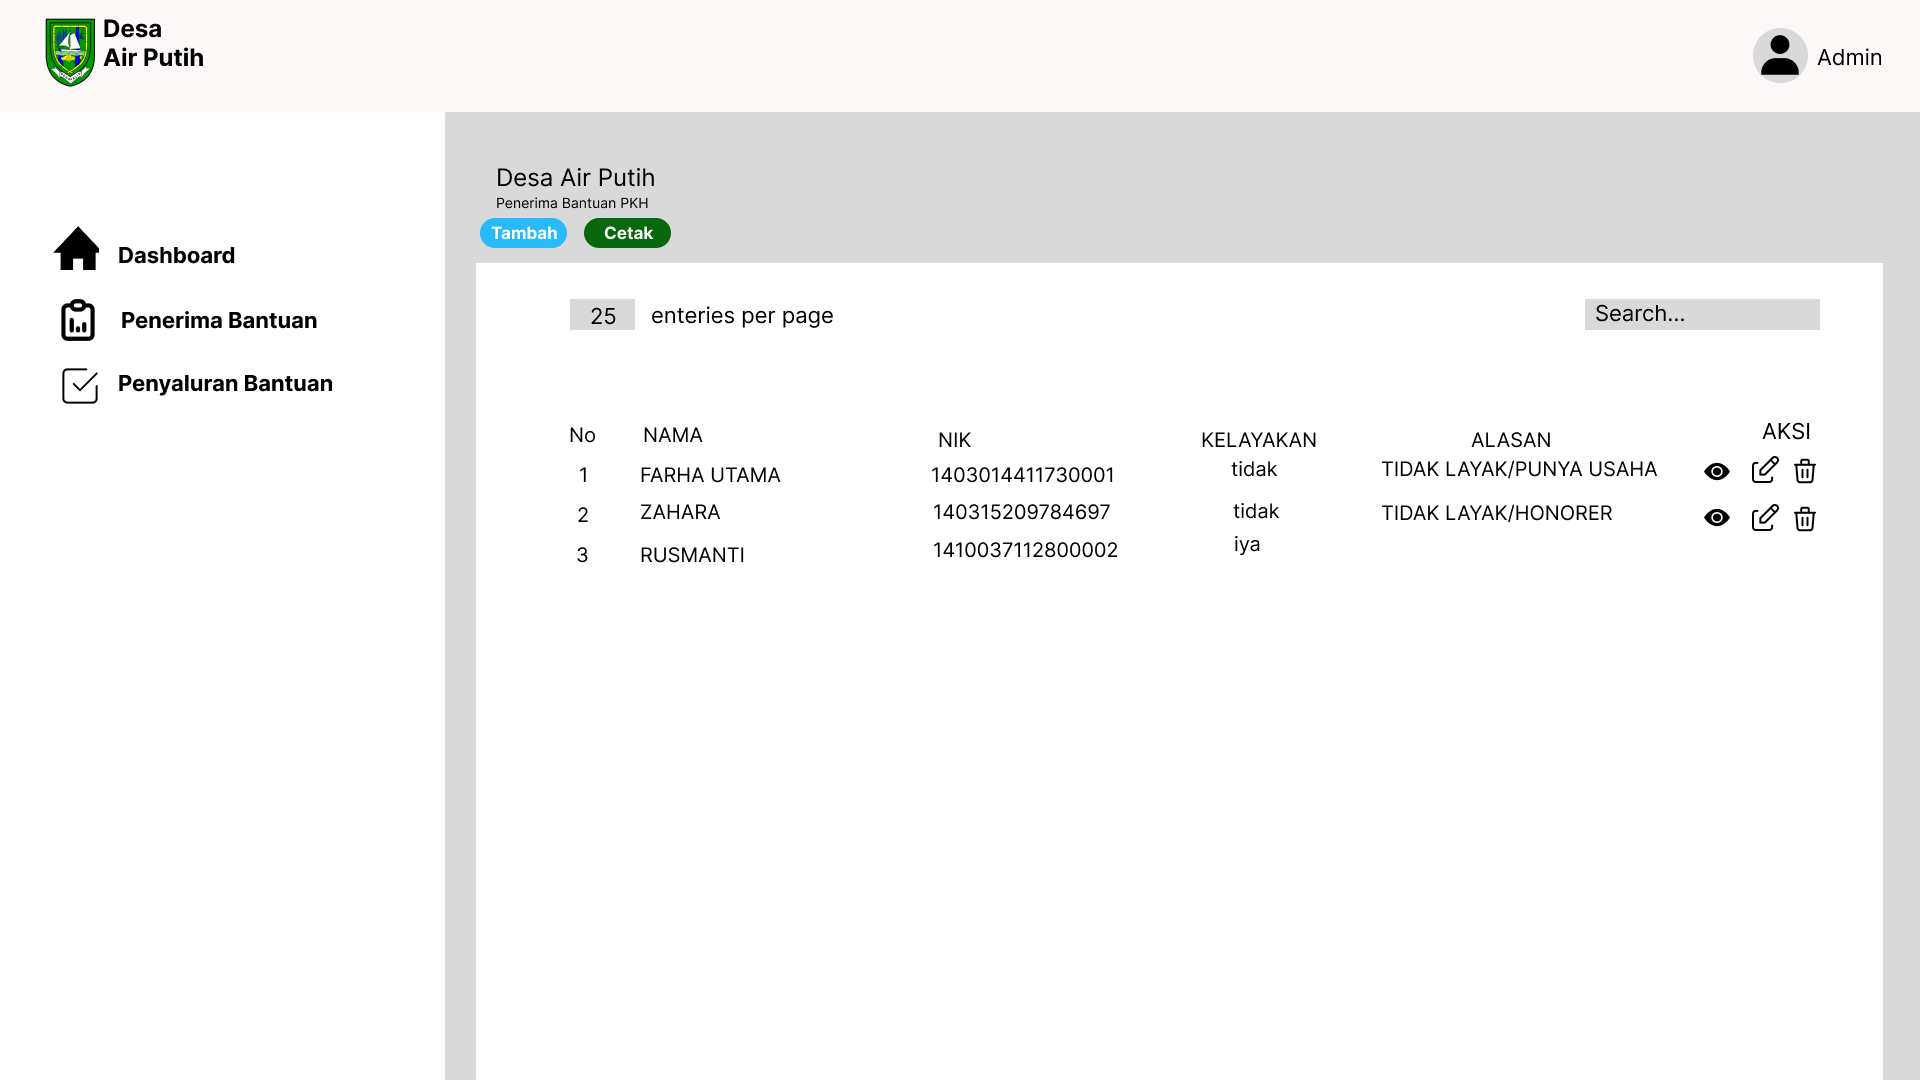 Desa
Air Putih
Admin
Dashboard
Penerima Bantuan
Penyaluran Bantuan
Desa Air Putih
Penerima Bantuan PKH
Tambah Cetak
25 enteries per page Search...
No NAMA NIK KELAYAKAN ALASAN AKSI
1 FARHA UTAMA 1403014411730001 tidak TIDAK LAYAK/PUNYA USAHA
2 ZAHARA 140315209784697 tidak TIDAK LAYAK/HONORER
3 RUSMANTI 1410037112800002 iya